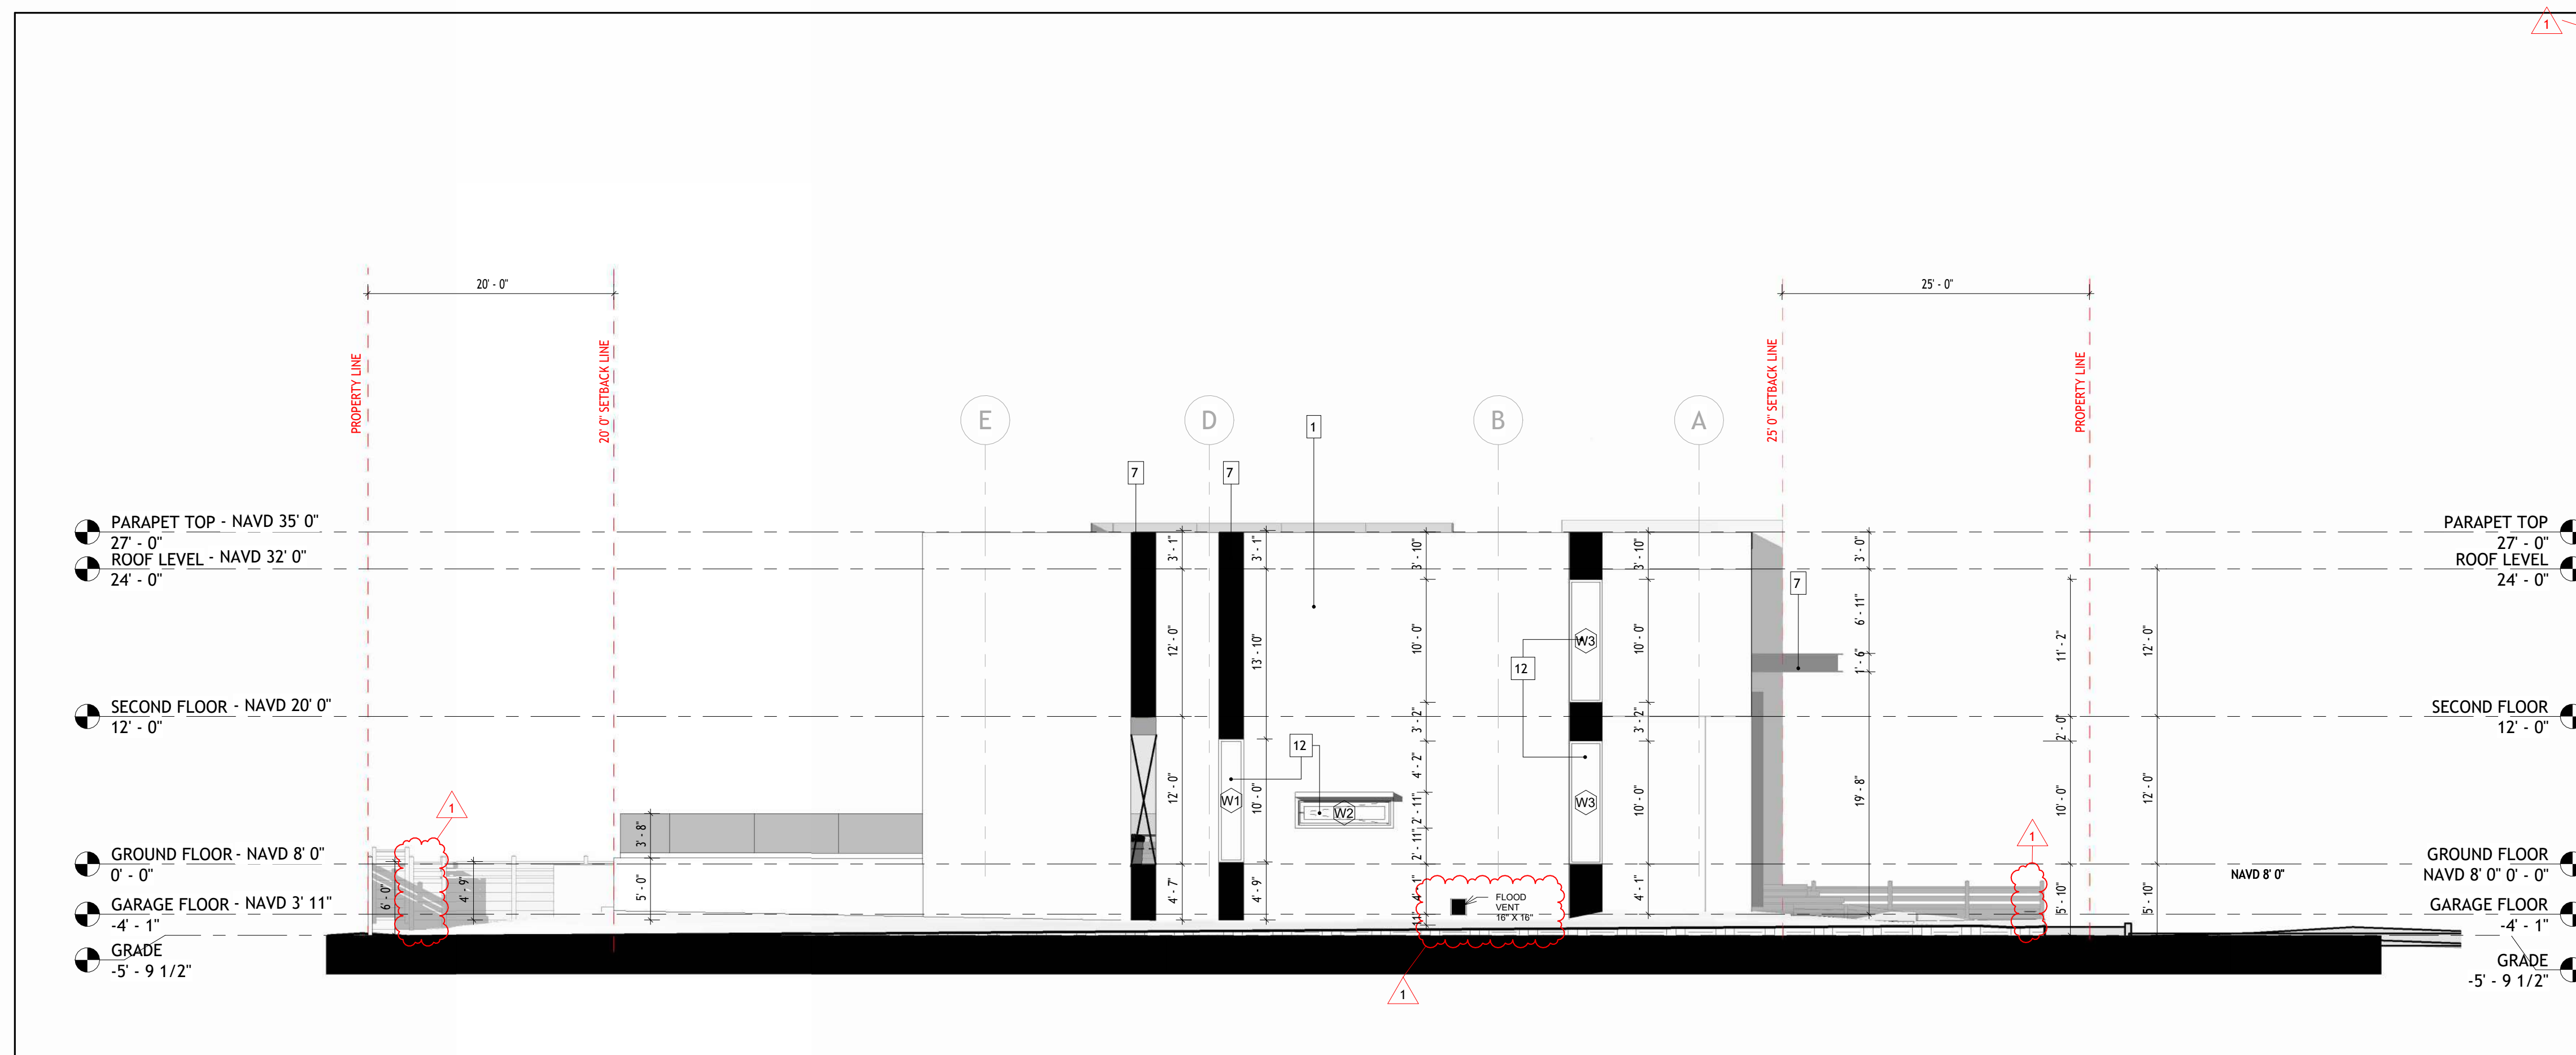 1
20' - 0"
25' - 0"
PROPERTY LINE
20' 0" SETBACK LINE
25' 0" SETBACK LINE
PROPERTY LINE
E
D
B
A
1
7
7
PARAPET TOP - NAVD 35' 0"
27' - 0"
ROOF LEVEL - NAVD 32' 0"
24' - 0"
SECOND FLOOR - NAVD 20' 0"
12' - 0"
GROUND FLOOR - NAVD 8' 0"
0' - 0"
GARAGE FLOOR - NAVD 3' 11"
-4' - 1"
GRADE
-5' - 9 1/2"
1
6' - 0"
4' - 9"
3' - 8"
5' - 0"
3' - 1"
12' - 0"
12' - 0"
4' - 7"
3' - 1"
13' - 10"
10' - 0"
4' - 9"
W1
12
W2
3' - 10"
10' - 0"
3' - 2"
4' - 2"
2' - 11"
2' - 11"
4' - 1"
11"
FLOOD
VENT
16" X 16"
1
12
W3
W3
3' - 10"
10' - 0"
3' - 2"
10' - 0"
4' - 1"
7
3' - 0"
6' - 11"
1' - 6"
19' - 8"
1
11' - 2"
2' - 0"
10' - 0"
5' - 10"
12' - 0"
12' - 0"
5' - 10"
NAVD 8' 0"
PARAPET TOP
27' - 0"
ROOF LEVEL
24' - 0"
SECOND FLOOR
12' - 0"
GROUND FLOOR
NAVD 8' 0" 0' - 0"
GARAGE FLOOR
-4' - 1"
GRADE
-5' - 9 1/2"